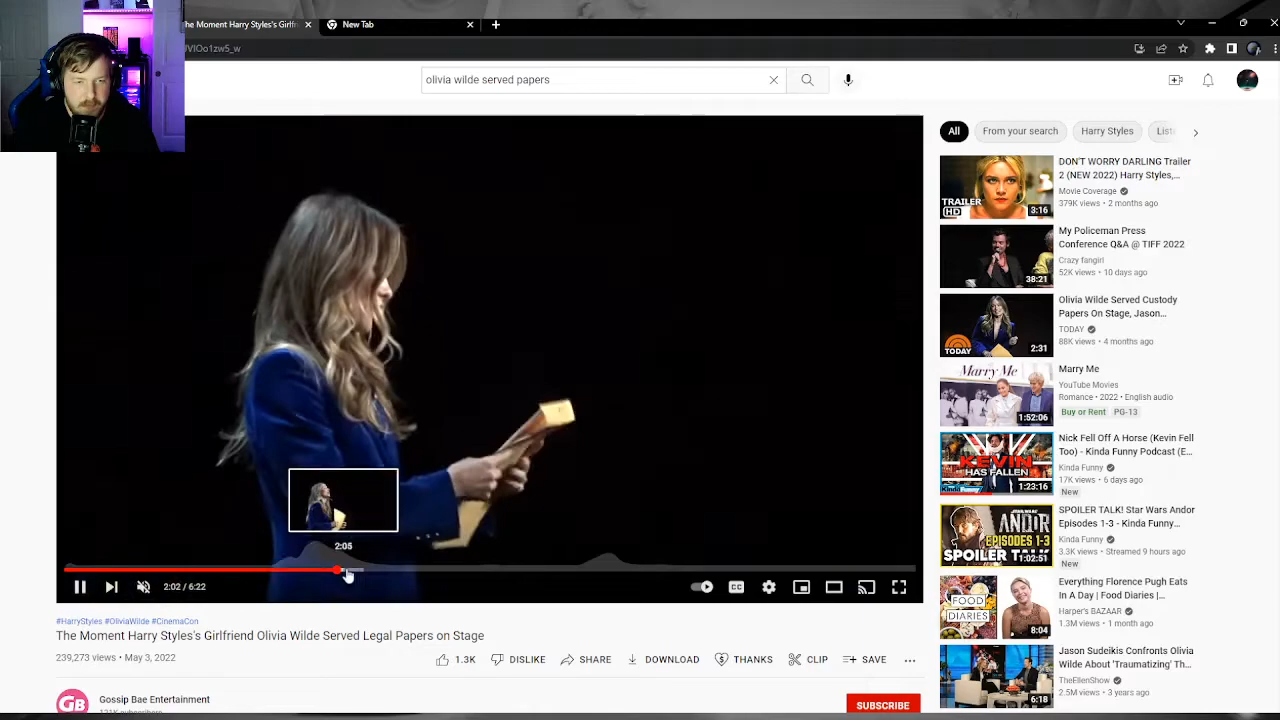 The Moment Harry Styles's Girlfr
New Tab
IVIOo1zw5_w
olivia wilde served papers
2:05
2:02 / 6:22
#HarryStyles #OliviaWilde #CinemaCon
The Moment Harry Styles's Girlfriend Olivia Wilde Served Legal Papers on Stage
239,273 views • May 3, 2022
1.3K
DISLIKE
SHARE
DOWNLOAD
THANKS
CLIP
SAVE
GB
Gossip Bae Entertainment
SUBSCRIBE
All
From your search
Harry Styles
List
TRAILER
HD
3:16
DON'T WORRY DARLING Trailer
2 (NEW 2022) Harry Styles,...
Movie Coverage
379K views • 2 months ago
38:21
My Policeman Press
Conference Q&A @ TIFF 2022
Crazy fangirl
52K views • 10 days ago
TODAY
2:31
Olivia Wilde Served Custody
Papers On Stage, Jason...
TODAY
88K views • 4 months ago
Marry Me
1:52:06
Marry Me
YouTube Movies
Romance • 2022 • English audio
Buy or Rent
PG-13
KEVIN
HAS FALLEN
1:23:16
Nick Fell Off A Horse (Kevin Fell
Too) - Kinda Funny Podcast (E...
Kinda Funny
17K views • 6 days ago
New
STAR WARS
ANDOR
EPISODES 1-3
SPOILER TALK!
1:02:51
SPOILER TALK! Star Wars Andor
Episodes 1-3 - Kinda Funny...
Kinda Funny
3.3K views • Streamed 9 hours ago
New
FOOD
DIARIES
8:04
Everything Florence Pugh Eats
In A Day | Food Diaries |...
Harper's BAZAAR
1.3M views • 1 month ago
6:18
Jason Sudeikis Confronts Olivia
Wilde About 'Traumatizing' Th...
TheEllenShow
2.5M views • 3 years ago